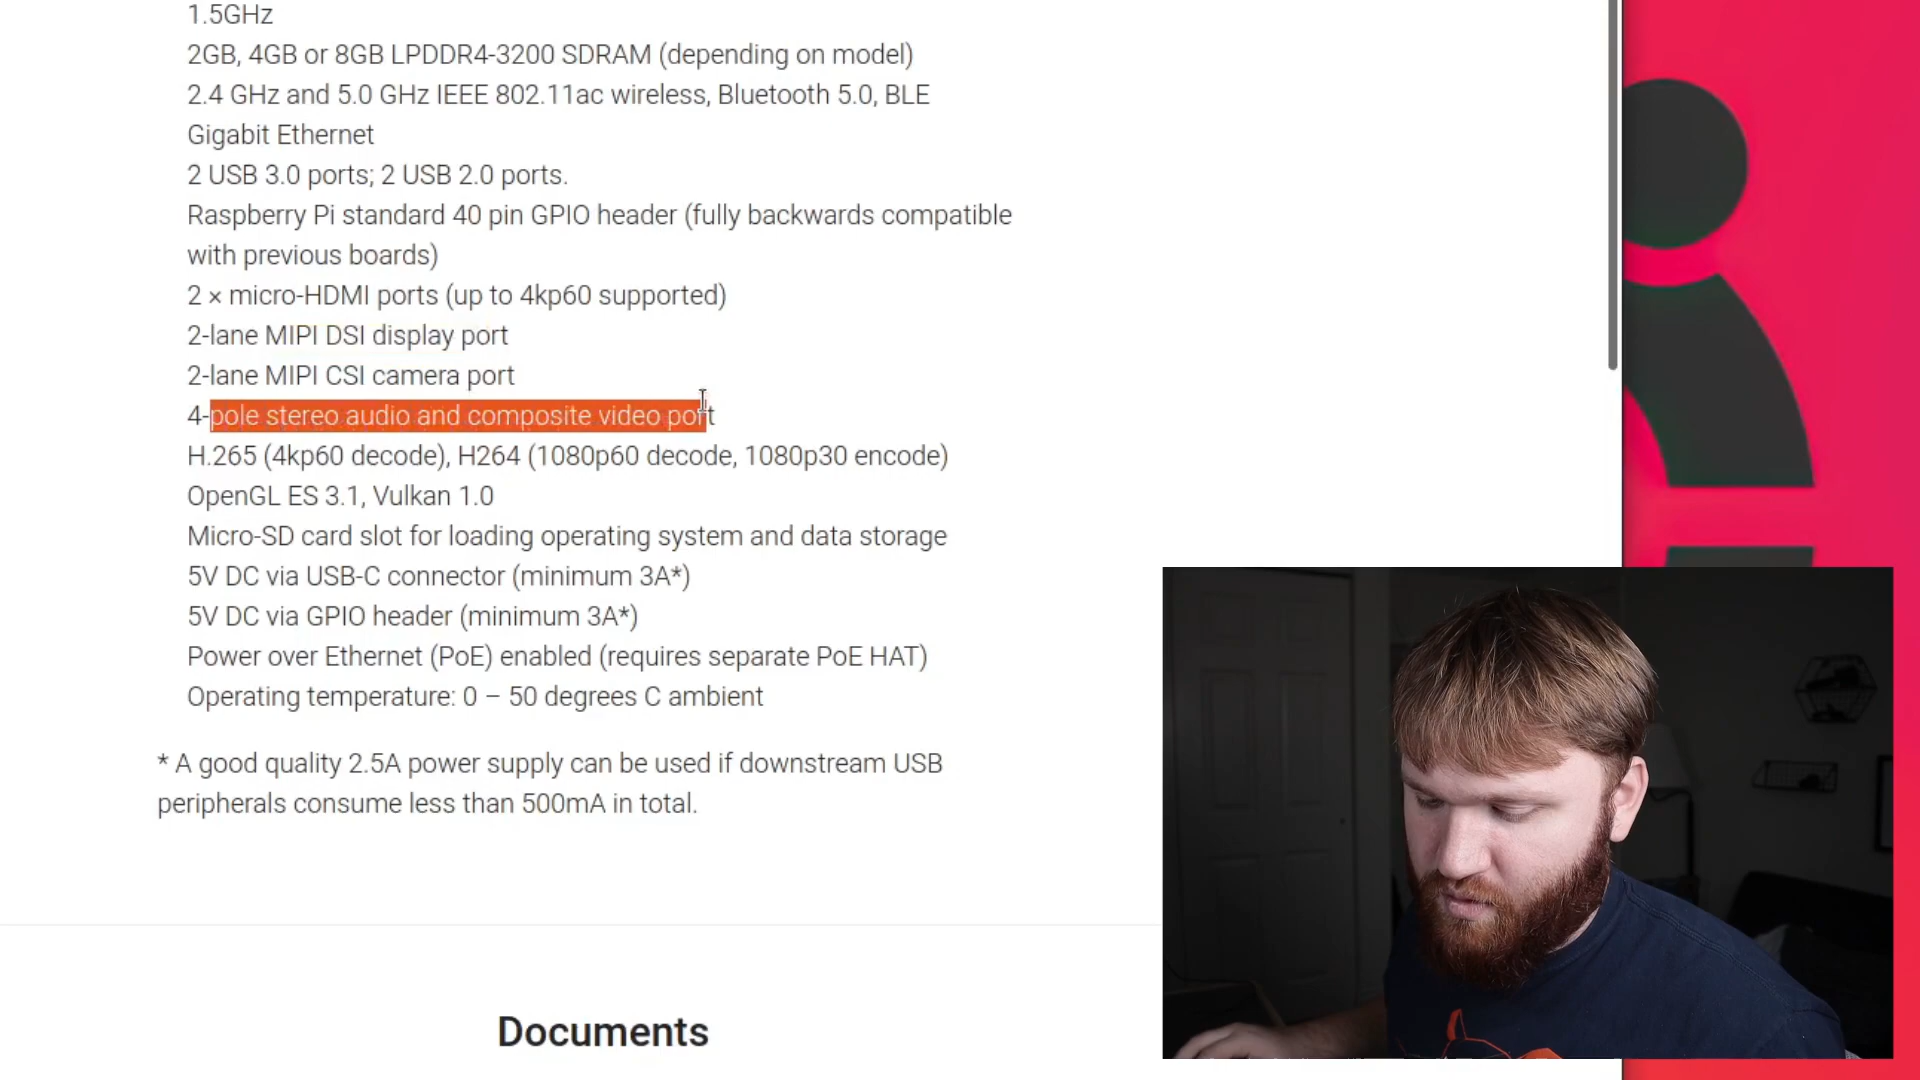 1.5GHz
2GB, 4GB or 8GB LPDDR4-3200 SDRAM (depending on model)
2.4 GHz and 5.0 GHz IEEE 802.11ac wireless, Bluetooth 5.0, BLE
Gigabit Ethernet
2 USB 3.0 ports; 2 USB 2.0 ports.
Raspberry Pi standard 40 pin GPIO header (fully backwards compatible
with previous boards)
2 × micro-HDMI ports (up to 4kp60 supported)
2-lane MIPI DSI display port
2-lane MIPI CSI camera port
4-pole stereo audio and composite video port
H.265 (4kp60 decode), H264 (1080p60 decode, 1080p30 encode)
OpenGL ES 3.1, Vulkan 1.0
Micro-SD card slot for loading operating system and data storage
5V DC via USB-C connector (minimum 3A*)
5V DC via GPIO header (minimum 3A*)
Power over Ethernet (PoE) enabled (requires separate PoE HAT)
Operating temperature: 0 – 50 degrees C ambient
* A good quality 2.5A power supply can be used if downstream USB
peripherals consume less than 500mA in total.
Documents